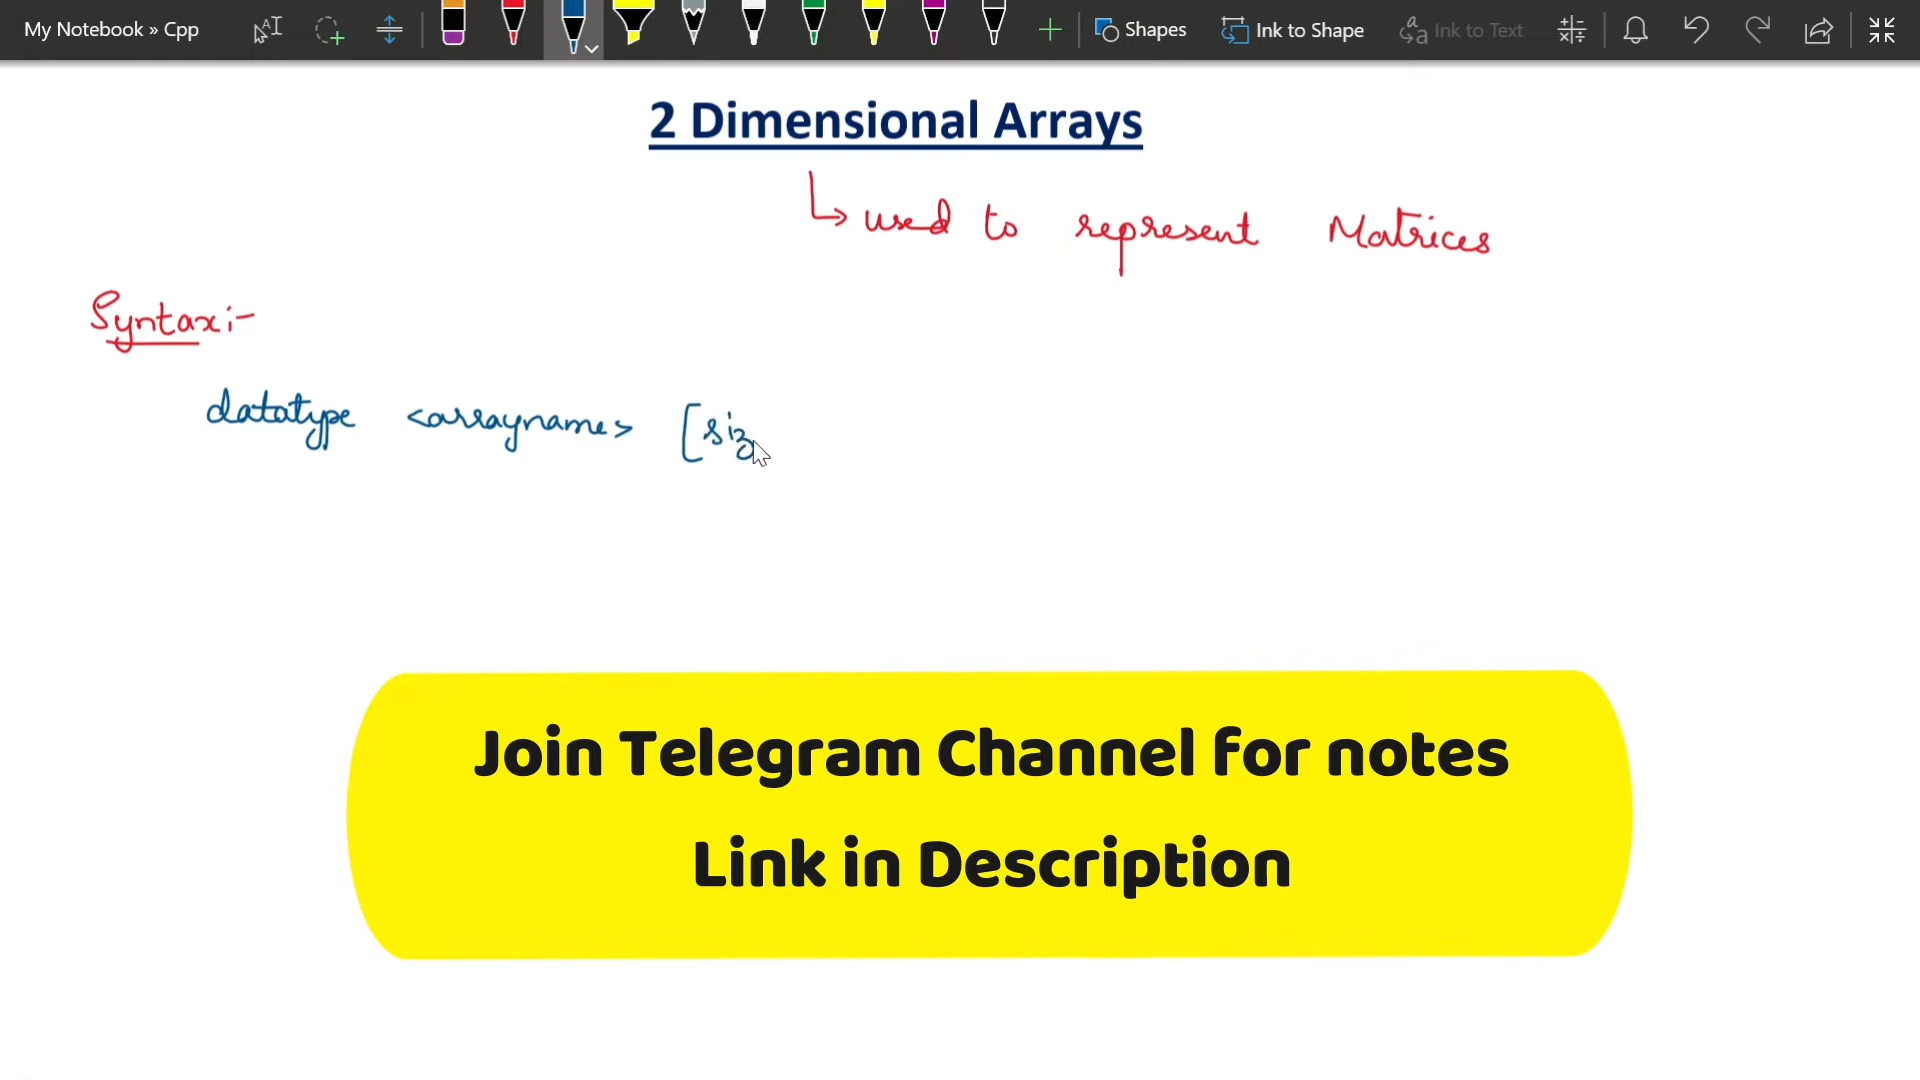 My Notebook » Cpp
Shapes
Ink to Shape
Ink to Text
2 Dimensional Arrays
used to represent Matrices
Syntax:-
datatype <arrayname> [siz
Join Telegram Channel for notes
Link in Description